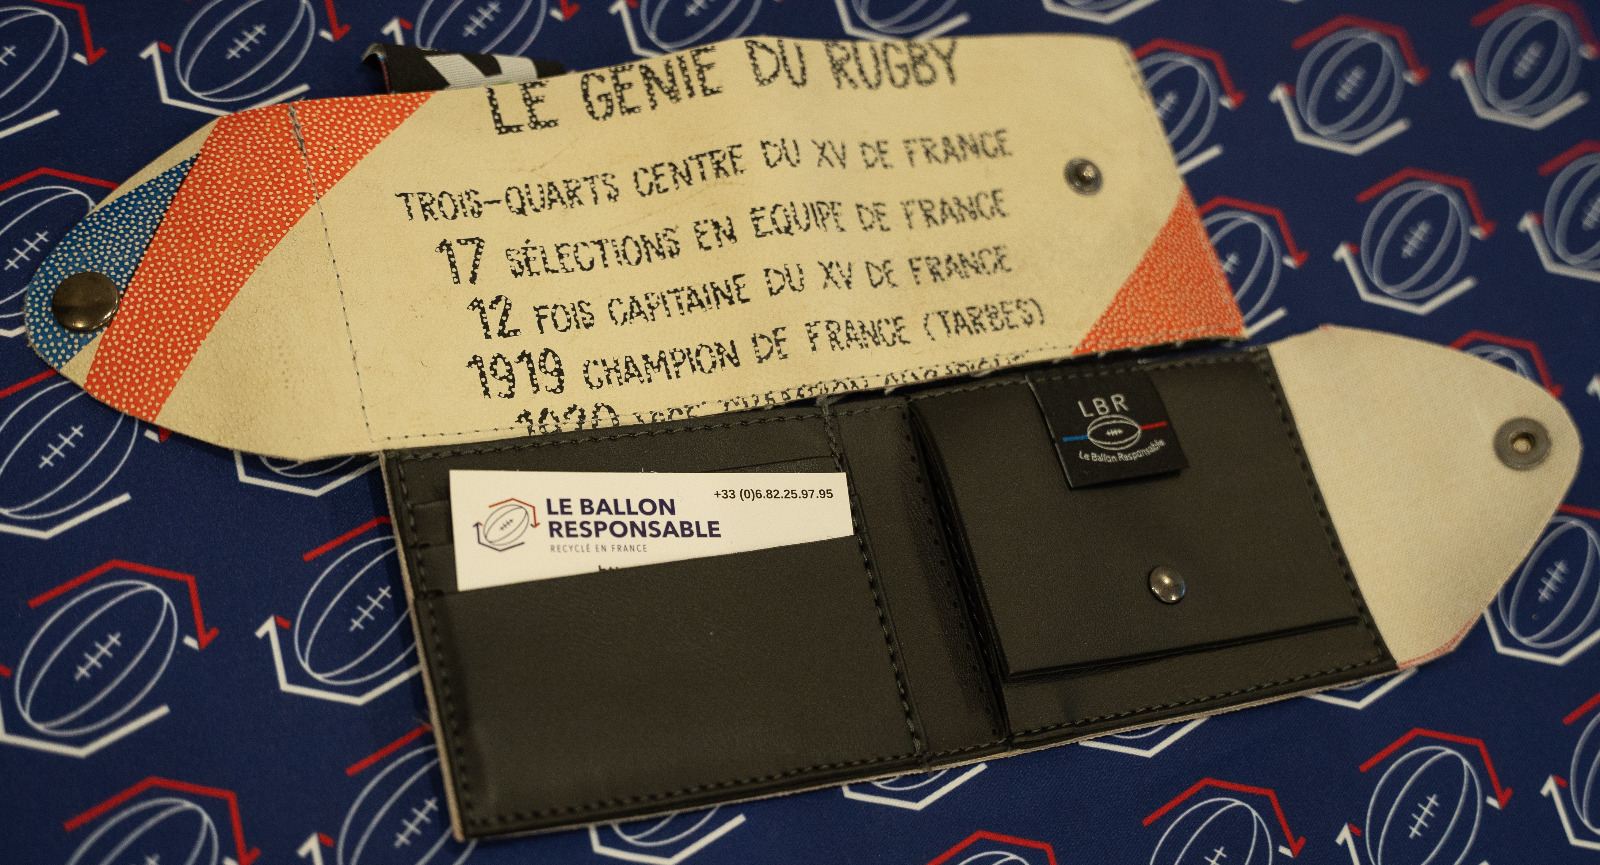 LE GÉNIE DU RUGBY
TROIS-QUARTS CENTRE DU XV DE FRANCE
17 SÉLECTIONS EN EQUIPE DE FRANCE
12 FOIS CAPITAINE DU XV DE FRANCE
1919 CHAMPION DE FRANCE (TARBES)
1920
LBR
Le Ballon Responsable
LE BALLON
RESPONSABLE
RECYCLÉ EN FRANCE
+33 (0)6.82.25.97.95